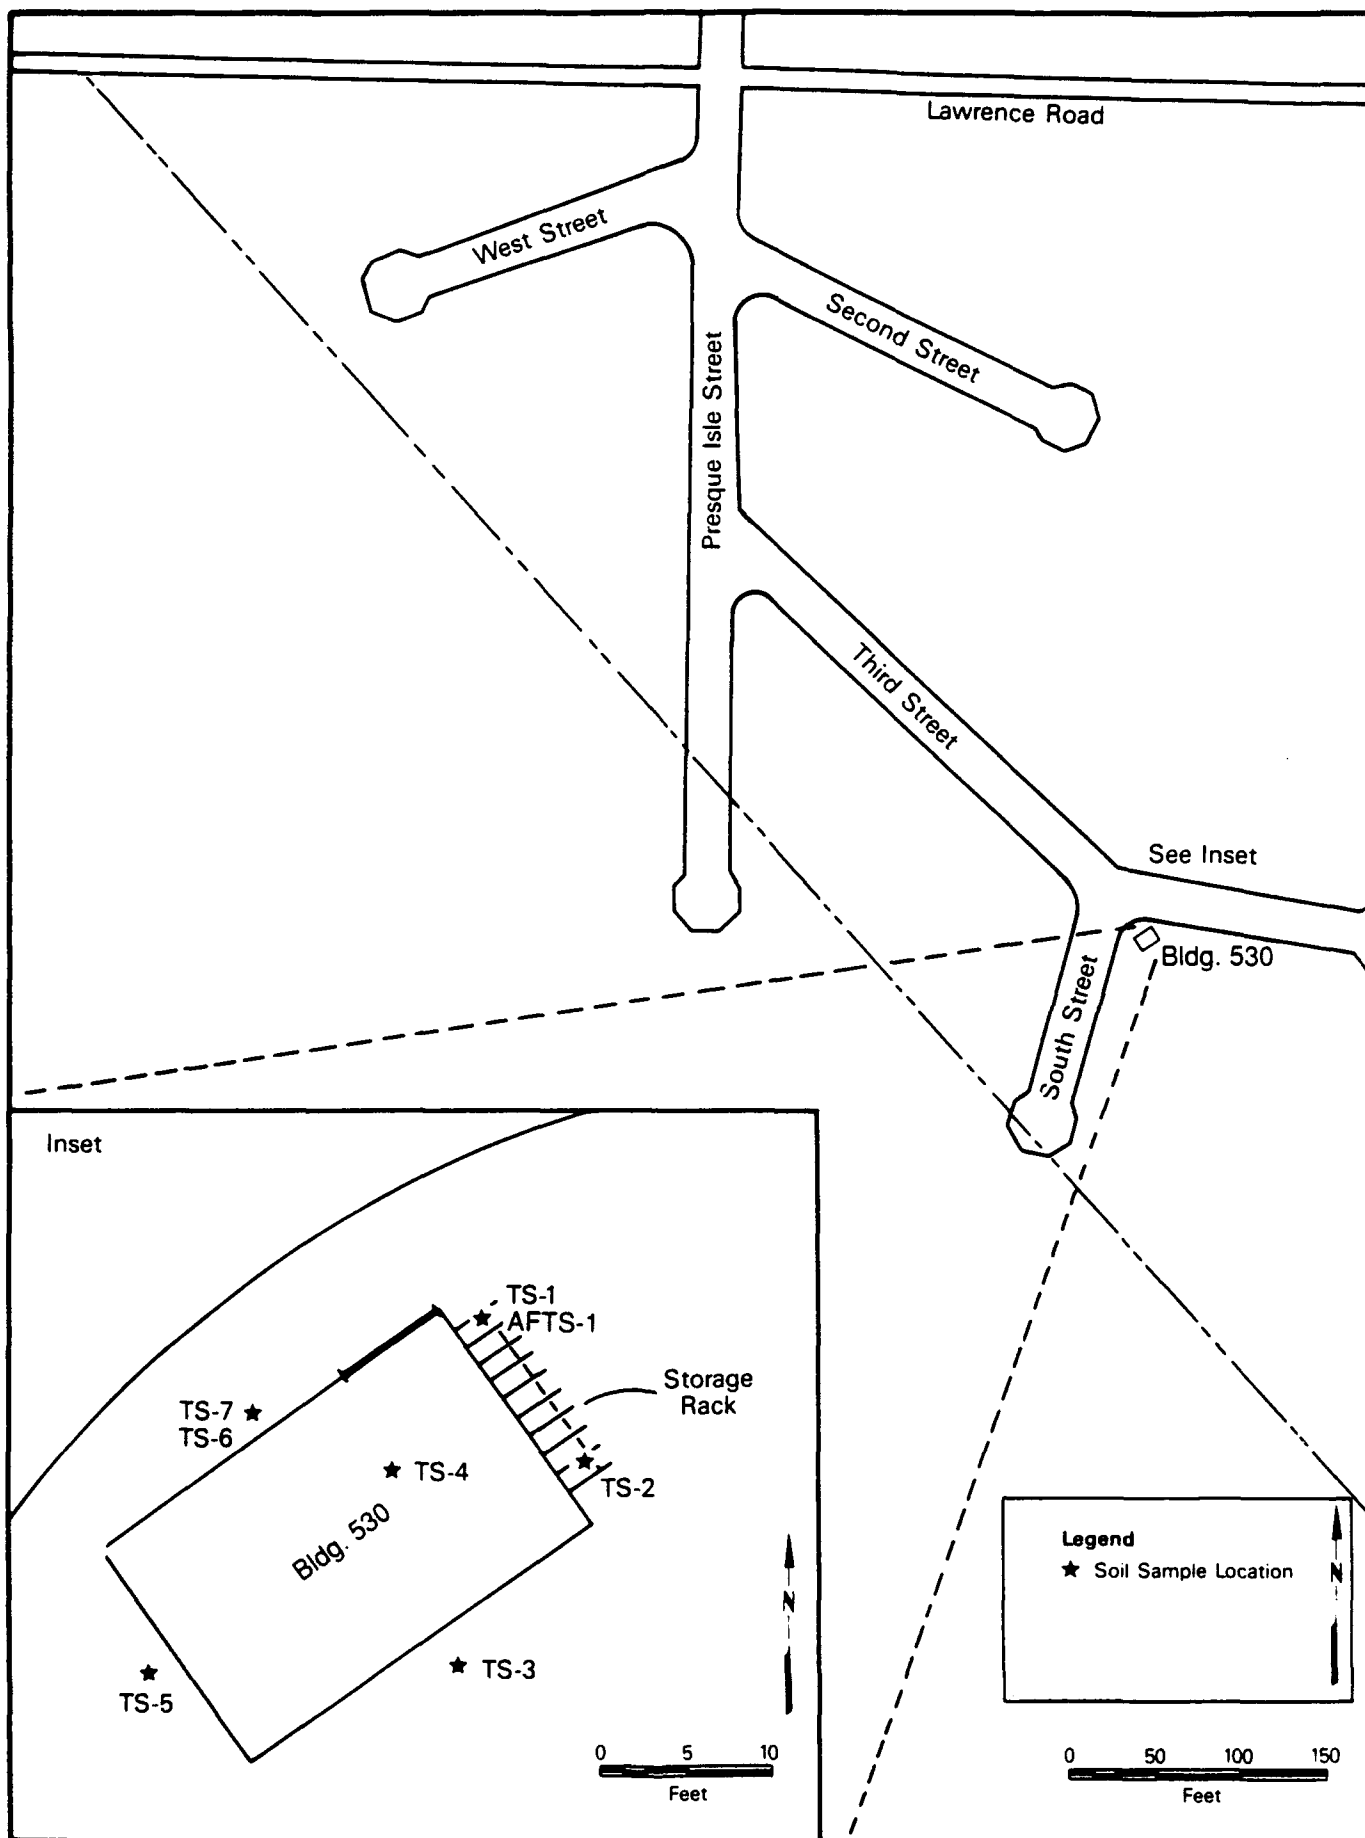 Lawrence Road
West Street
Second Street
Presque Isle Street
Third Street
See Inset
Bldg. 530
South Street
Inset
TS-1
AFTS-1
Storage
Rack
TS-7
TS-6
TS-4
TS-2
Bldg. 530
TS-3
TS-5
N
0 5 10
Feet
Legend
★ Soil Sample Location
N
0 50 100 150
Feet